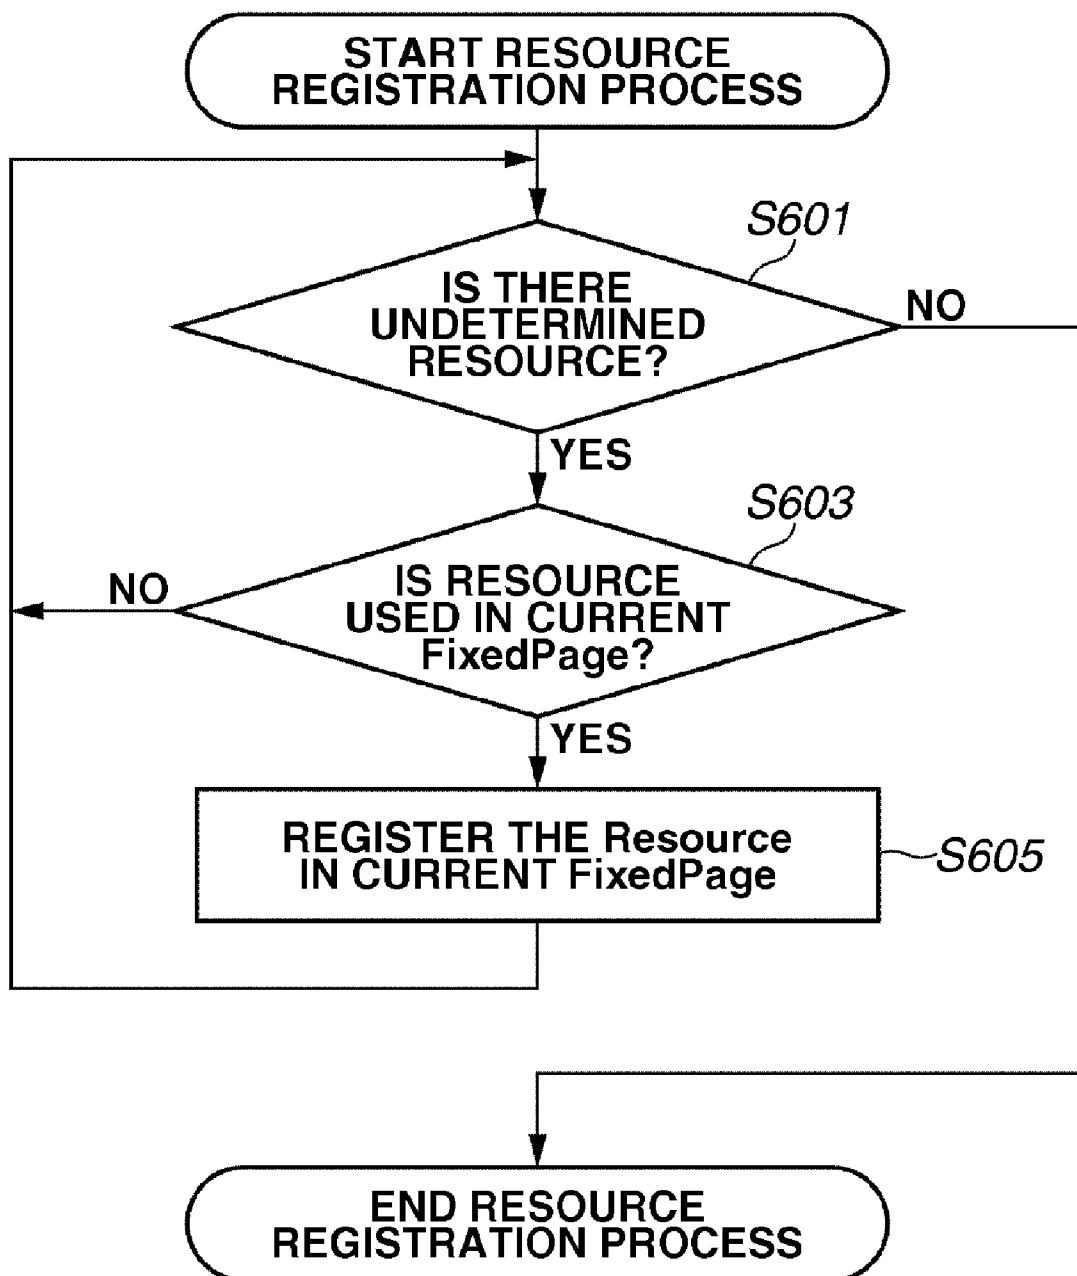 START RESOURCE
REGISTRATION PROCESS
S601
IS THERE
UNDETERMINED
RESOURCE?
NO
YES
S603
NO
IS RESOURCE
USED IN CURRENT
FixedPage?
YES
REGISTER THE Resource
IN CURRENT FixedPage
S605
END RESOURCE
REGISTRATION PROCESS